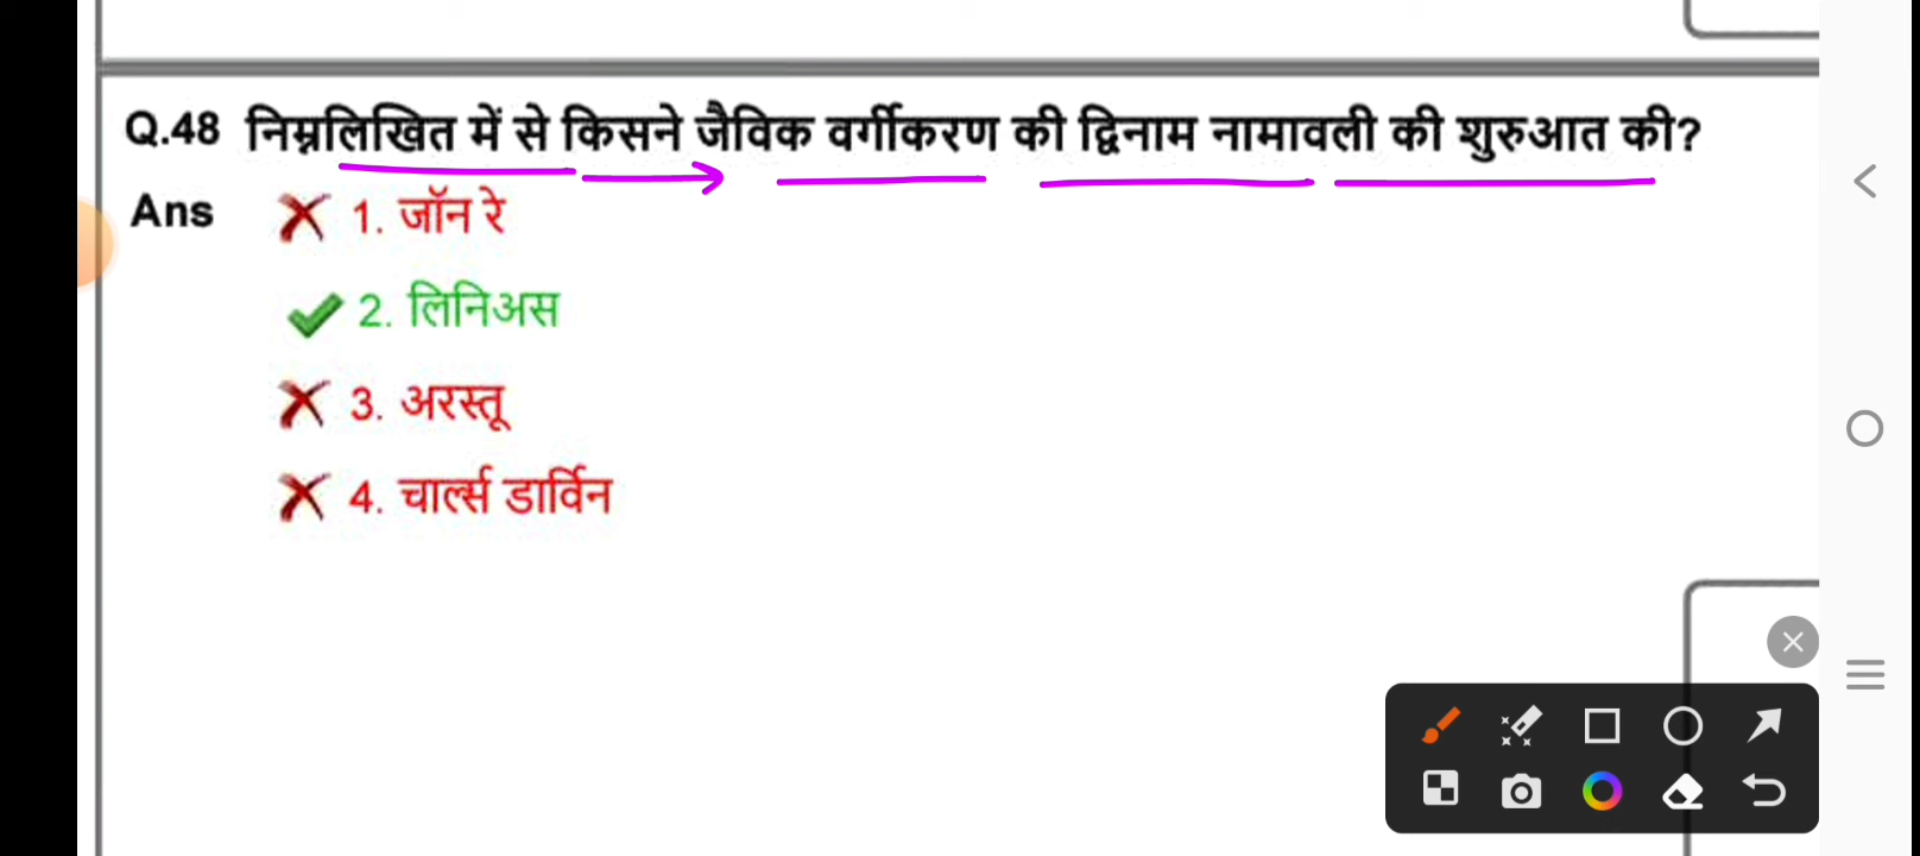 Q.48 निम्नलिखित में से किसने जैविक वर्गीकरण की द्विनाम नामावली की शुरुआत की?
Ans 1. जॉन रे
2. लिनिअस
3. अरस्तू
4. चार्ल्स डार्विन